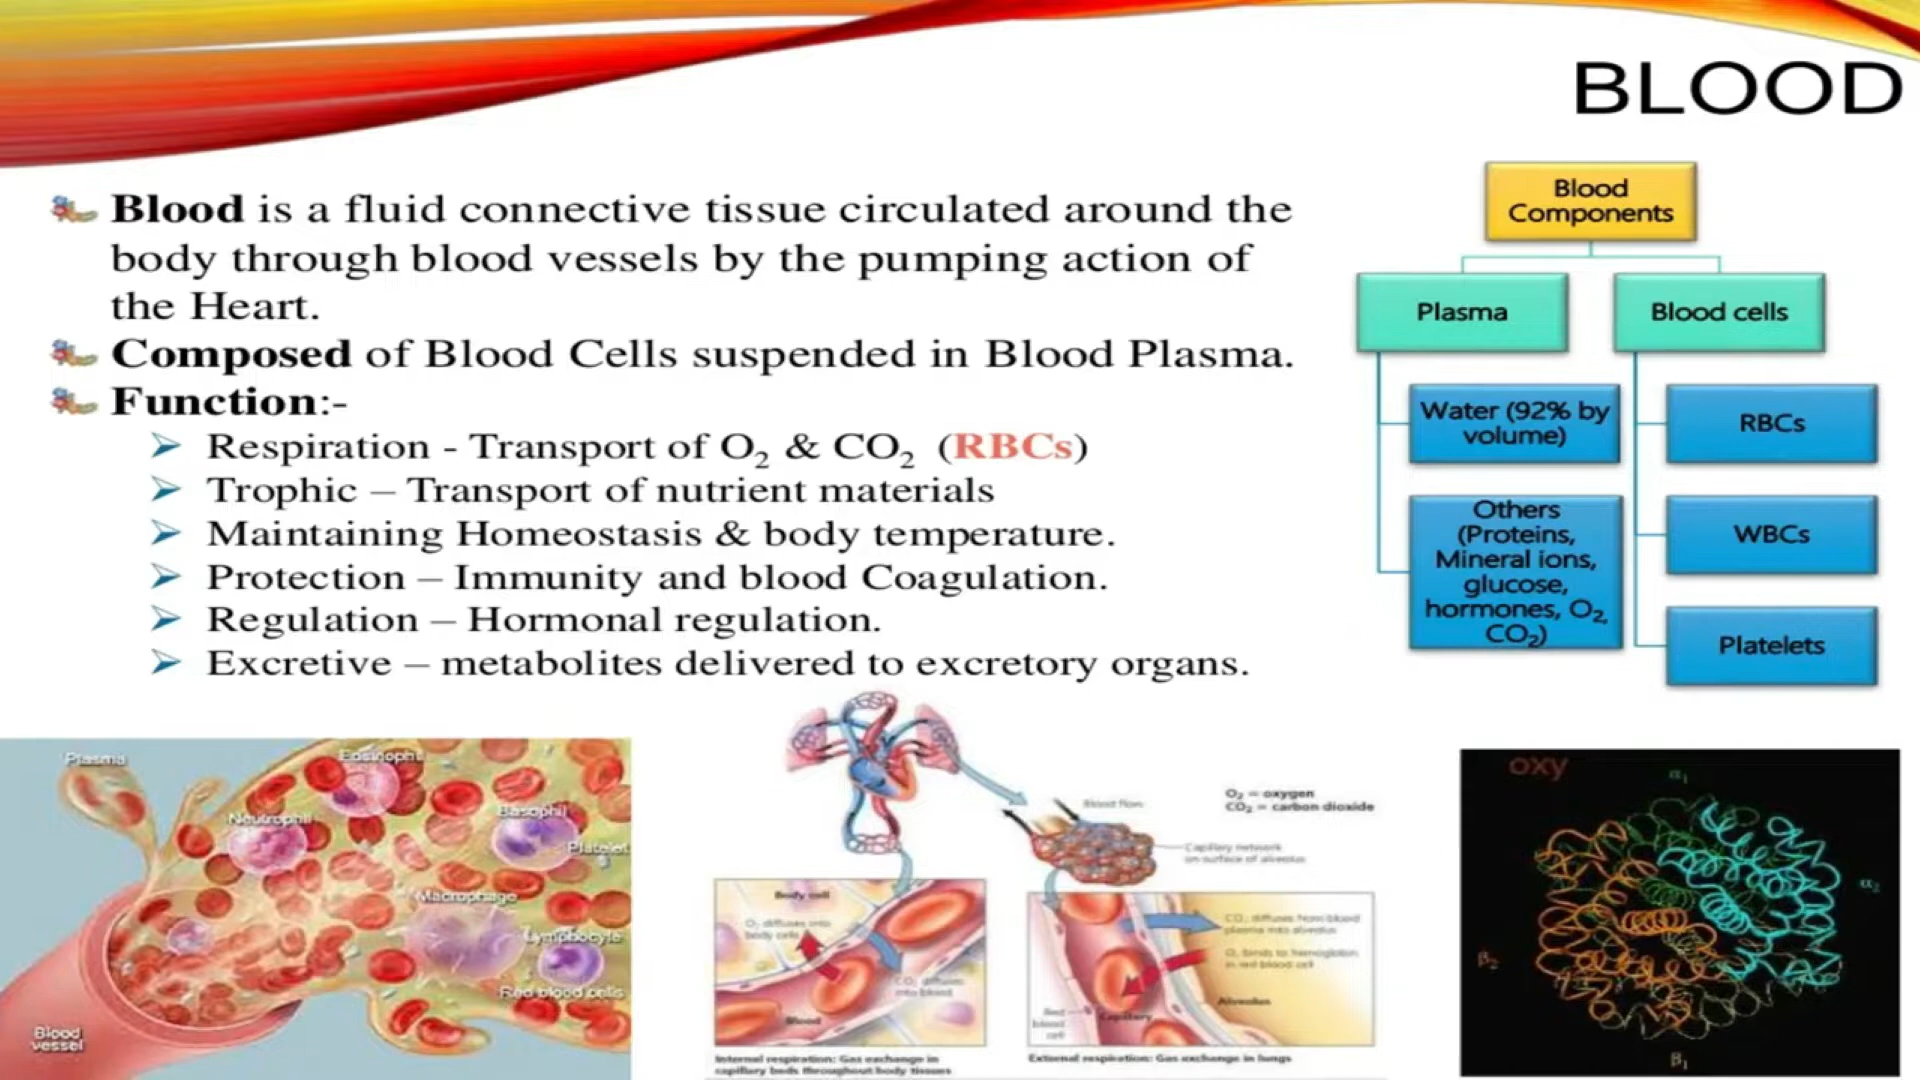 BLOOD
Blood is a fluid connective tissue circulated around the
body through blood vessels by the pumping action of
the Heart.
Composed of Blood Cells suspended in Blood Plasma.
Function:-
Respiration - Transport of O₂ & CO₂ (RBCs)
Trophic – Transport of nutrient materials
Maintaining Homeostasis & body temperature.
Protection – Immunity and blood Coagulation.
Regulation – Hormonal regulation.
Excretive – metabolites delivered to excretory organs.
Blood
Components
Plasma
Blood cells
Water (92% by
volume)
RBCs
Others
(Proteins,
Mineral ions,
glucose,
hormones, O₂,
CO₂)
WBCs
Platelets
Plasma
Eosinophil
Neutrophil
Basophil
Platelet
s
Macrophage
Lymphocyte
Red blood cells
Blood
vessel
O₂ = oxygen
CO₂ = carbon dioxide
Blood flow
Capillary network
on surface of alveolus
Body cell
O₂ diffuses into
body cells
CO₂ diffuses
into blood
Blood
Internal respiration: Gas exchange in
capillary beds throughout body tissues
CO₂ diffuses from blood
plasma into alveolus
O₂ binds to hemoglobin
in red blood cell
Alveolus
Red
blood
cell
Capillary
External respiration: Gas exchange in lungs
oxy
α₁
α₂
β₂
β₁